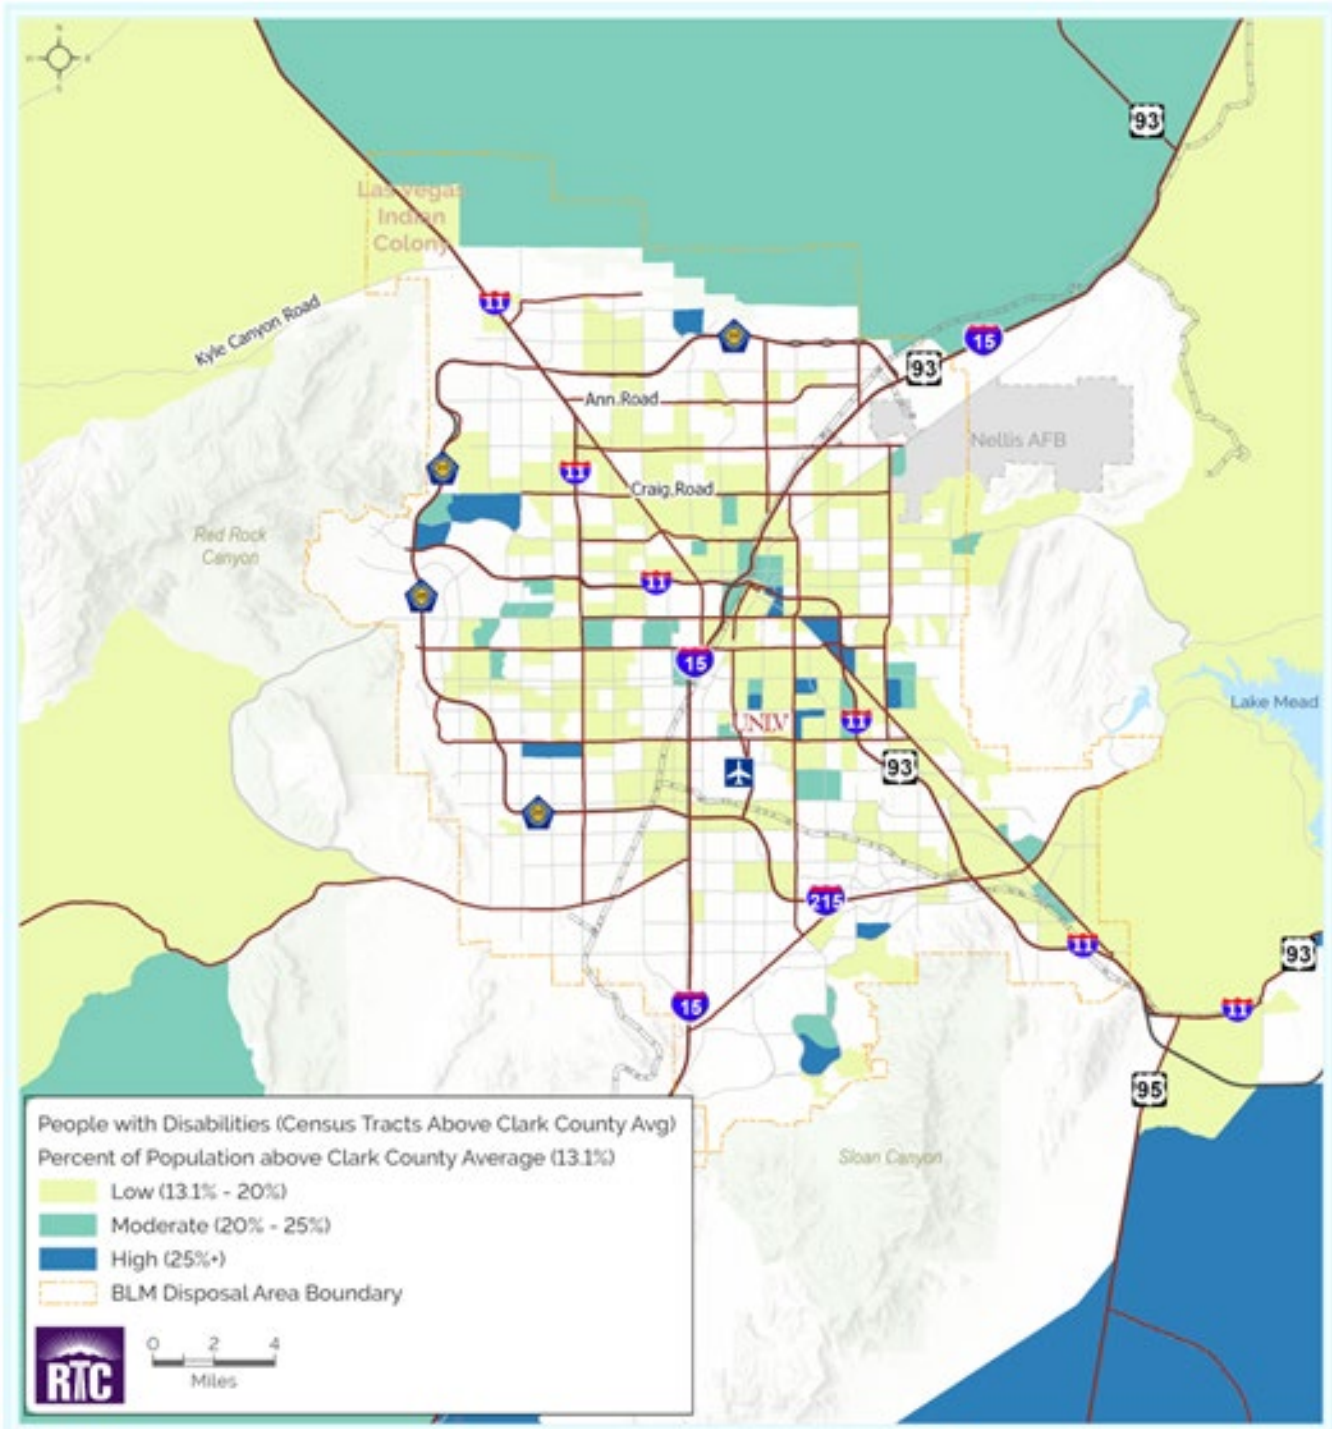 N
W
E
S
93
Las Vegas
Indian
Colony
11
Kyle Canyon Road
15
93
Ann Road
Nellis AFB
11
Craig Road
Red Rock
Canyon
11
15
Lake Mead
UNLV
11
93
215
11
93
15
11
95
Sloan Canyon
People with Disabilities (Census Tracts Above Clark County Avg)
Percent of Population above Clark County Average (13.1%)
Low (13.1% - 20%)
Moderate (20% - 25%)
High (25%+)
BLM Disposal Area Boundary
RTC
0 2 4
Miles